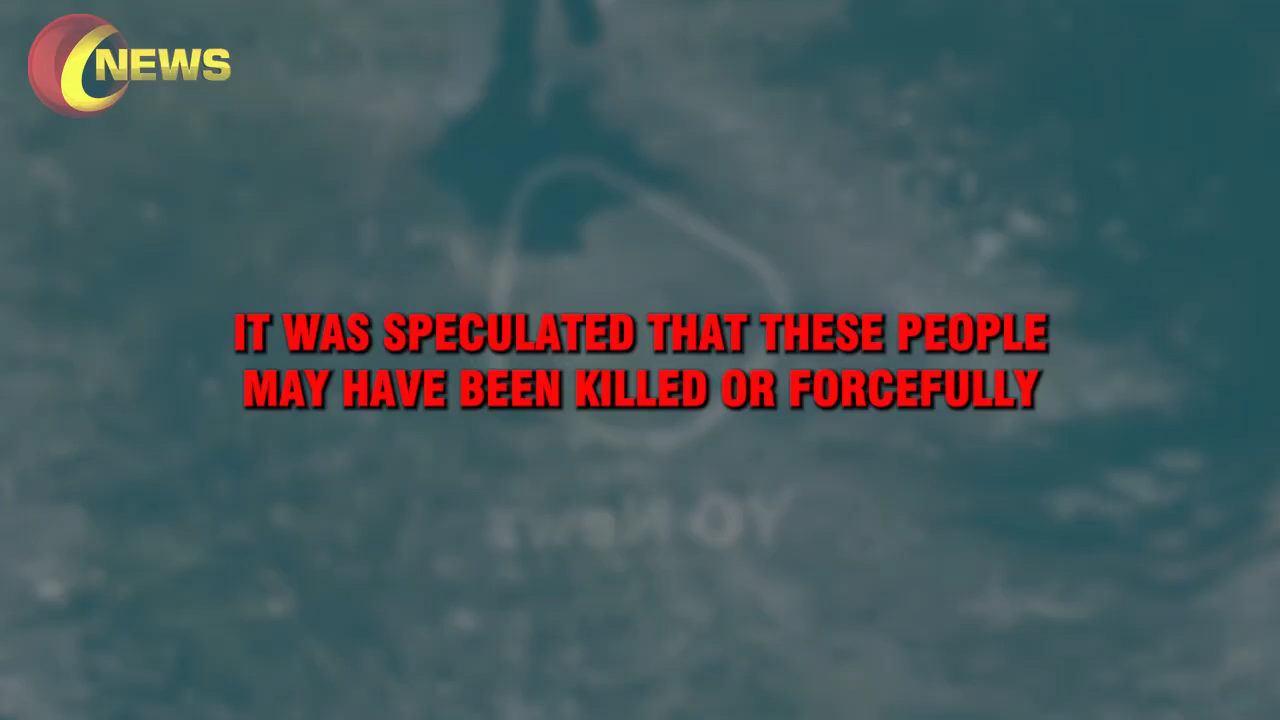 NEWS
IT WAS SPECULATED THAT THESE PEOPLE
MAY HAVE BEEN KILLED OR FORCEFULLY